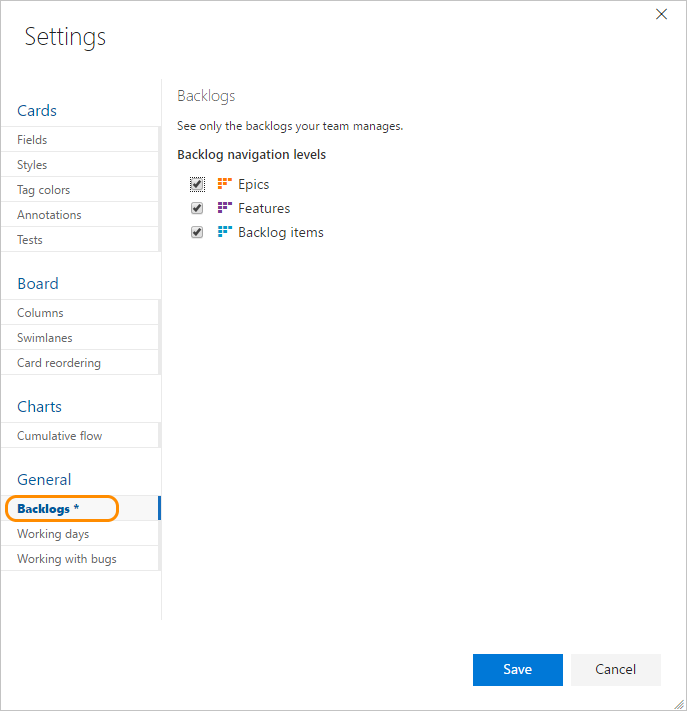 Settings
Cards
Fields
Styles
Tag colors
Annotations
Tests
Board
Columns
Swimlanes
Card reordering
Charts
Cumulative flow
General
Backlogs *
Working days
Working with bugs
Backlogs
See only the backlogs your team manages.
Backlog navigation levels
Epics
Features
Backlog items
Save
Cancel